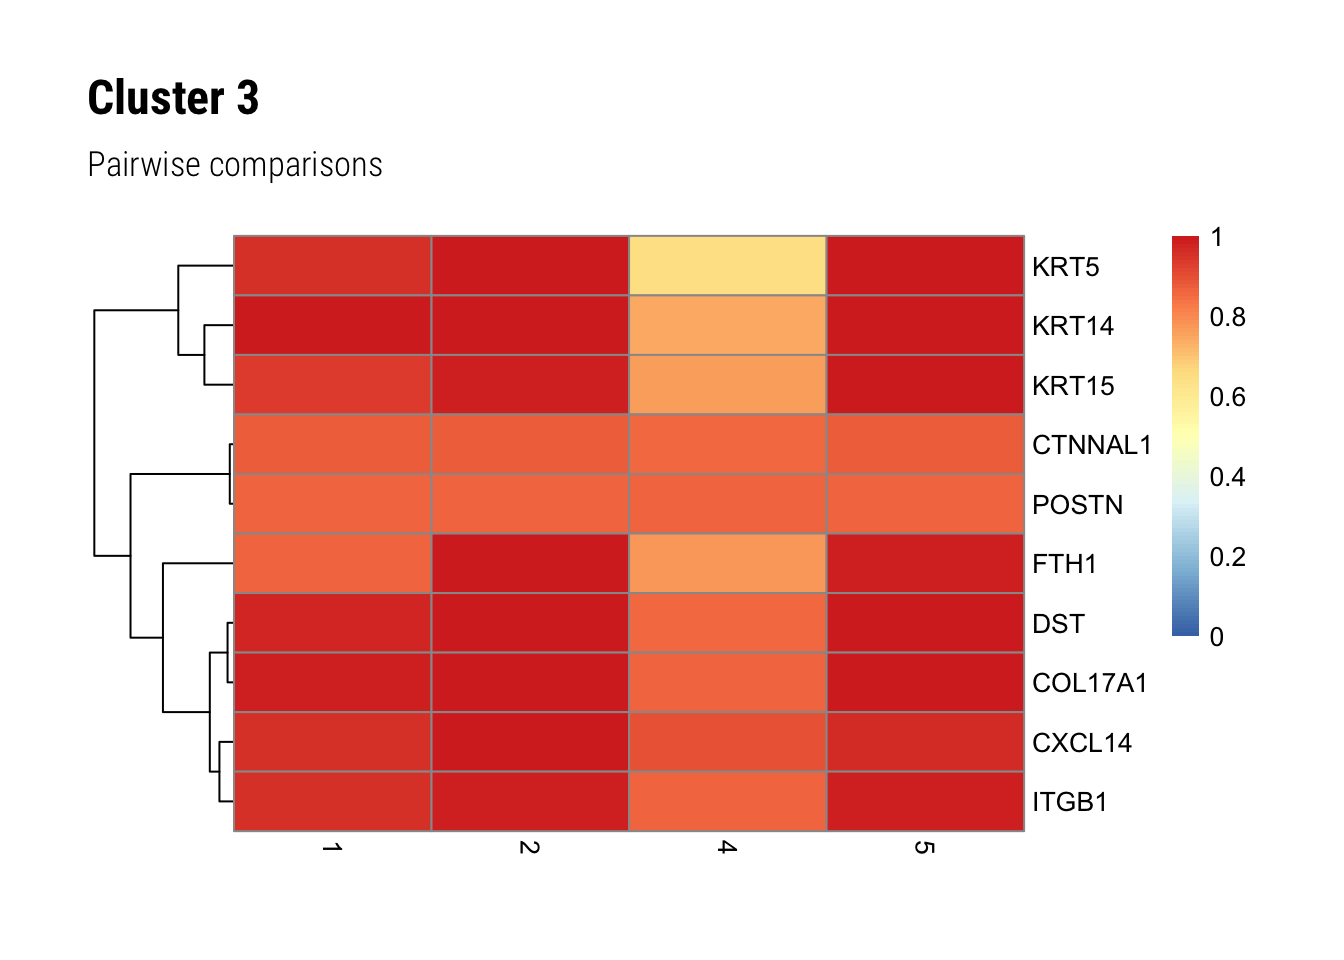 Cluster 3
Pairwise comparisons
KRT5
KRT14
KRT15
CTNNAL1
POSTN
FTH1
DST
COL17A1
CXCL14
ITGB1
1
0.8
0.6
0.4
0.2
0
1 2 4 5